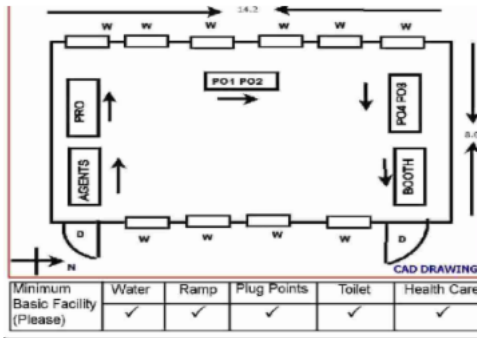 14.2
W W W W W W
PO1 PO2
PRO
PO4 PO3
AGENTS
BOOTH
D W W W W D
N
CAD DRAWING
Minimum Basic Facility (Please) Water Ramp Plug Points Toilet Health Care
✓ ✓ ✓ ✓ ✓